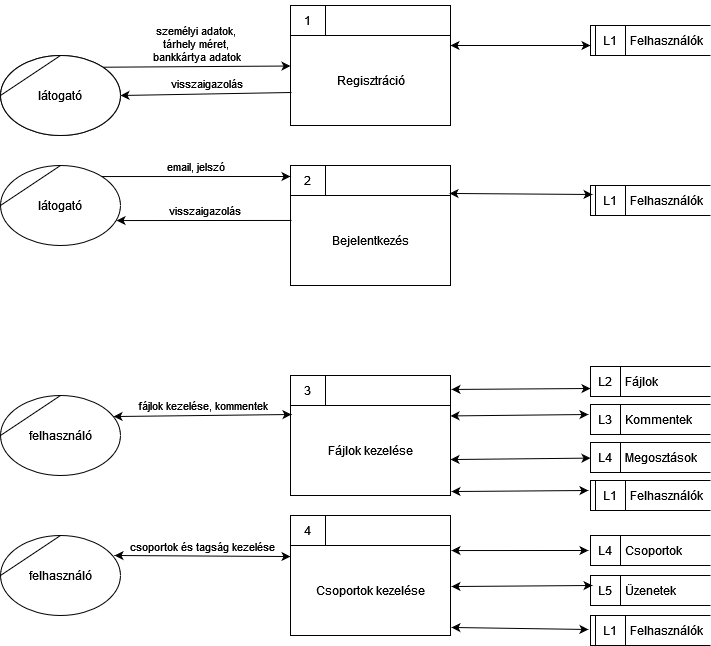 személyi adatok,
tárhely méret,
bankkártya adatok
látogató
visszaigazolás
1
Regisztráció
L1 Felhasználók
látogató
email, jelszó
visszaigazolás
2
Bejelentkezés
L1 Felhasználók
felhasználó
fájlok kezelése, kommentek
3
Fájlok kezelése
L2 Fájlok
L3 Kommentek
L4 Megosztások
L1 Felhasználók
felhasználó
csoportok és tagság kezelése
4
Csoportok kezelése
L4 Csoportok
L5 Üzenetek
L1 Felhasználók